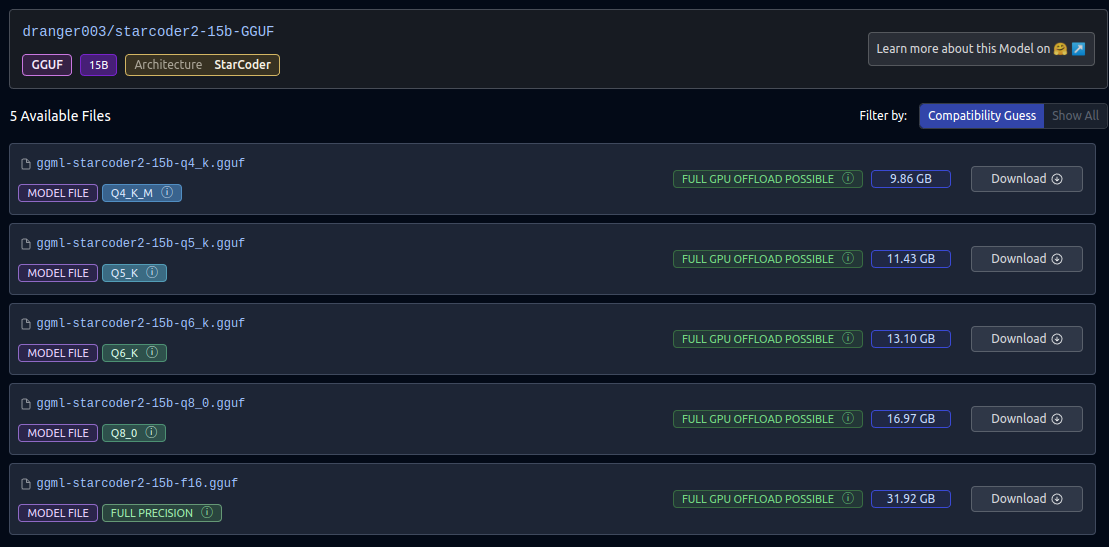 dranger003/starcoder2-15b-GGUF
GGUF 15B Architecture StarCoder
Learn more about this Model on 🤗 ↗️
5 Available Files
Filter by: Compatibility Guess Show All
ggml-starcoder2-15b-q4_k.gguf
MODEL FILE Q4_K_M ⓘ
FULL GPU OFFLOAD POSSIBLE ⓘ 9.86 GB Download
ggml-starcoder2-15b-q5_k.gguf
MODEL FILE Q5_K ⓘ
FULL GPU OFFLOAD POSSIBLE ⓘ 11.43 GB Download
ggml-starcoder2-15b-q6_k.gguf
MODEL FILE Q6_K ⓘ
FULL GPU OFFLOAD POSSIBLE ⓘ 13.10 GB Download
ggml-starcoder2-15b-q8_0.gguf
MODEL FILE Q8_0 ⓘ
FULL GPU OFFLOAD POSSIBLE ⓘ 16.97 GB Download
ggml-starcoder2-15b-f16.gguf
MODEL FILE FULL PRECISION ⓘ
FULL GPU OFFLOAD POSSIBLE ⓘ 31.92 GB Download